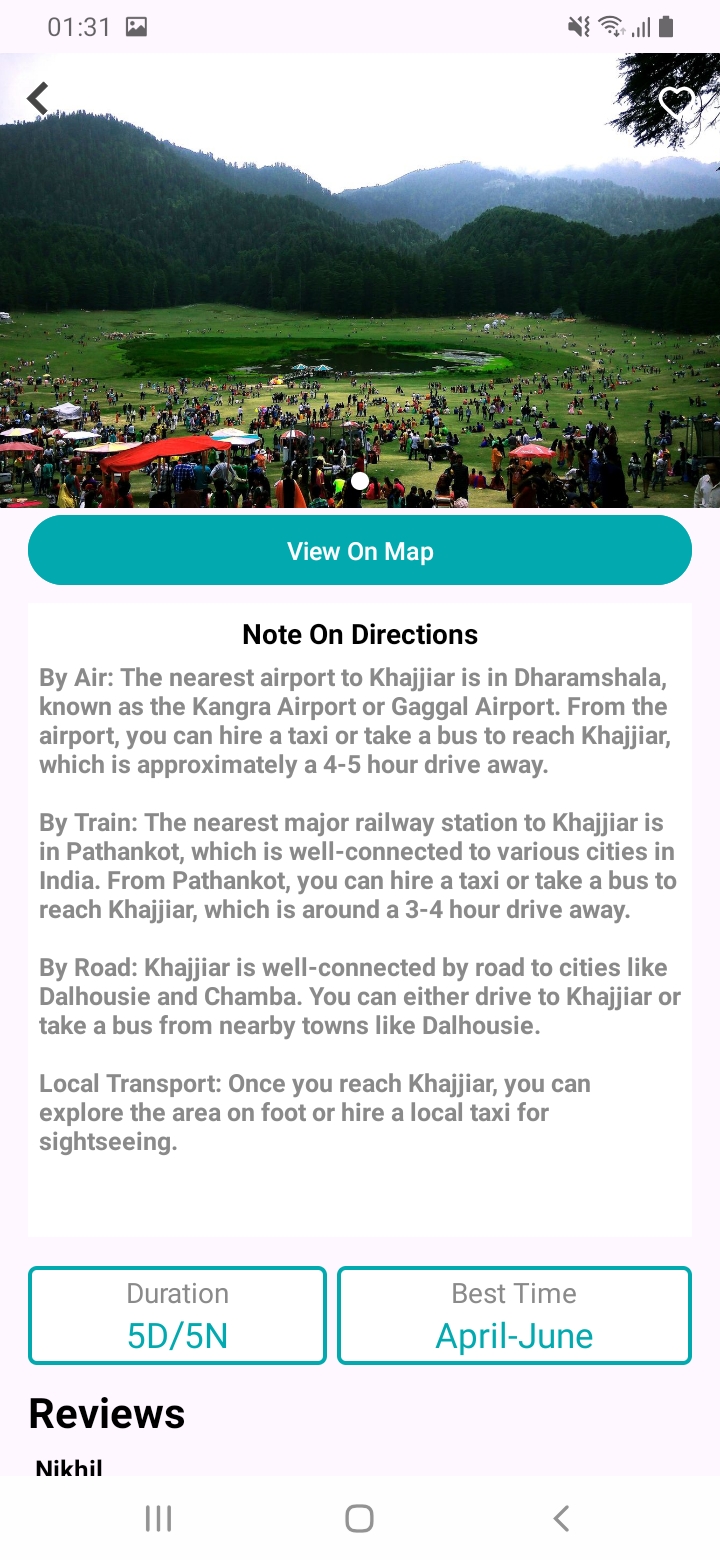 01:31
View On Map
Note On Directions
By Air: The nearest airport to Khajjiar is in Dharamshala,
known as the Kangra Airport or Gaggal Airport. From the
airport, you can hire a taxi or take a bus to reach Khajjiar,
which is approximately a 4-5 hour drive away.
By Train: The nearest major railway station to Khajjiar is
in Pathankot, which is well-connected to various cities in
India. From Pathankot, you can hire a taxi or take a bus to
reach Khajjiar, which is around a 3-4 hour drive away.
By Road: Khajjiar is well-connected by road to cities like
Dalhousie and Chamba. You can either drive to Khajjiar or
take a bus from nearby towns like Dalhousie.
Local Transport: Once you reach Khajjiar, you can
explore the area on foot or hire a local taxi for
sightseeing.
Duration
5D/5N
Best Time
April-June
Reviews
Nikhil